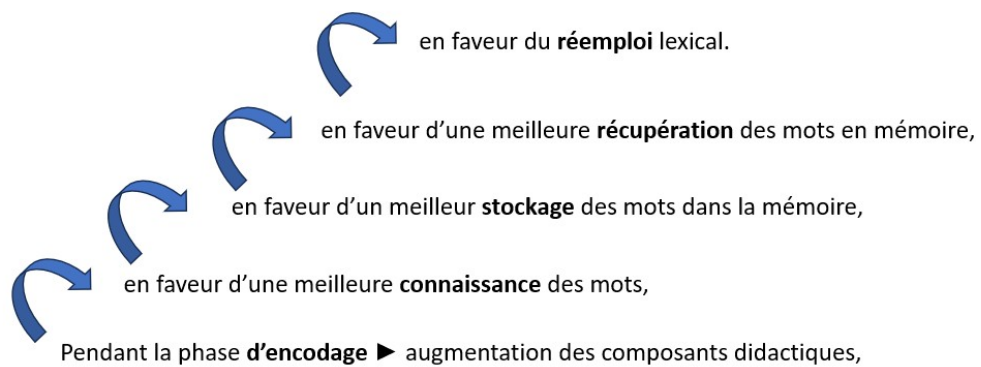 en faveur du réemploi lexical.
en faveur d’une meilleure récupération des mots en mémoire,
en faveur d’un meilleur stockage des mots dans la mémoire,
en faveur d’une meilleure connaissance des mots,
Pendant la phase d’encodage ► augmentation des composants didactiques,